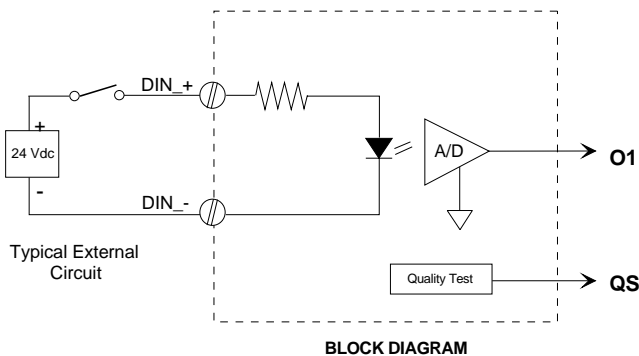 DIN_+
+
24 Vdc
-
DIN_-
Typical External
Circuit
A/D
O1
Quality Test
QS
BLOCK DIAGRAM